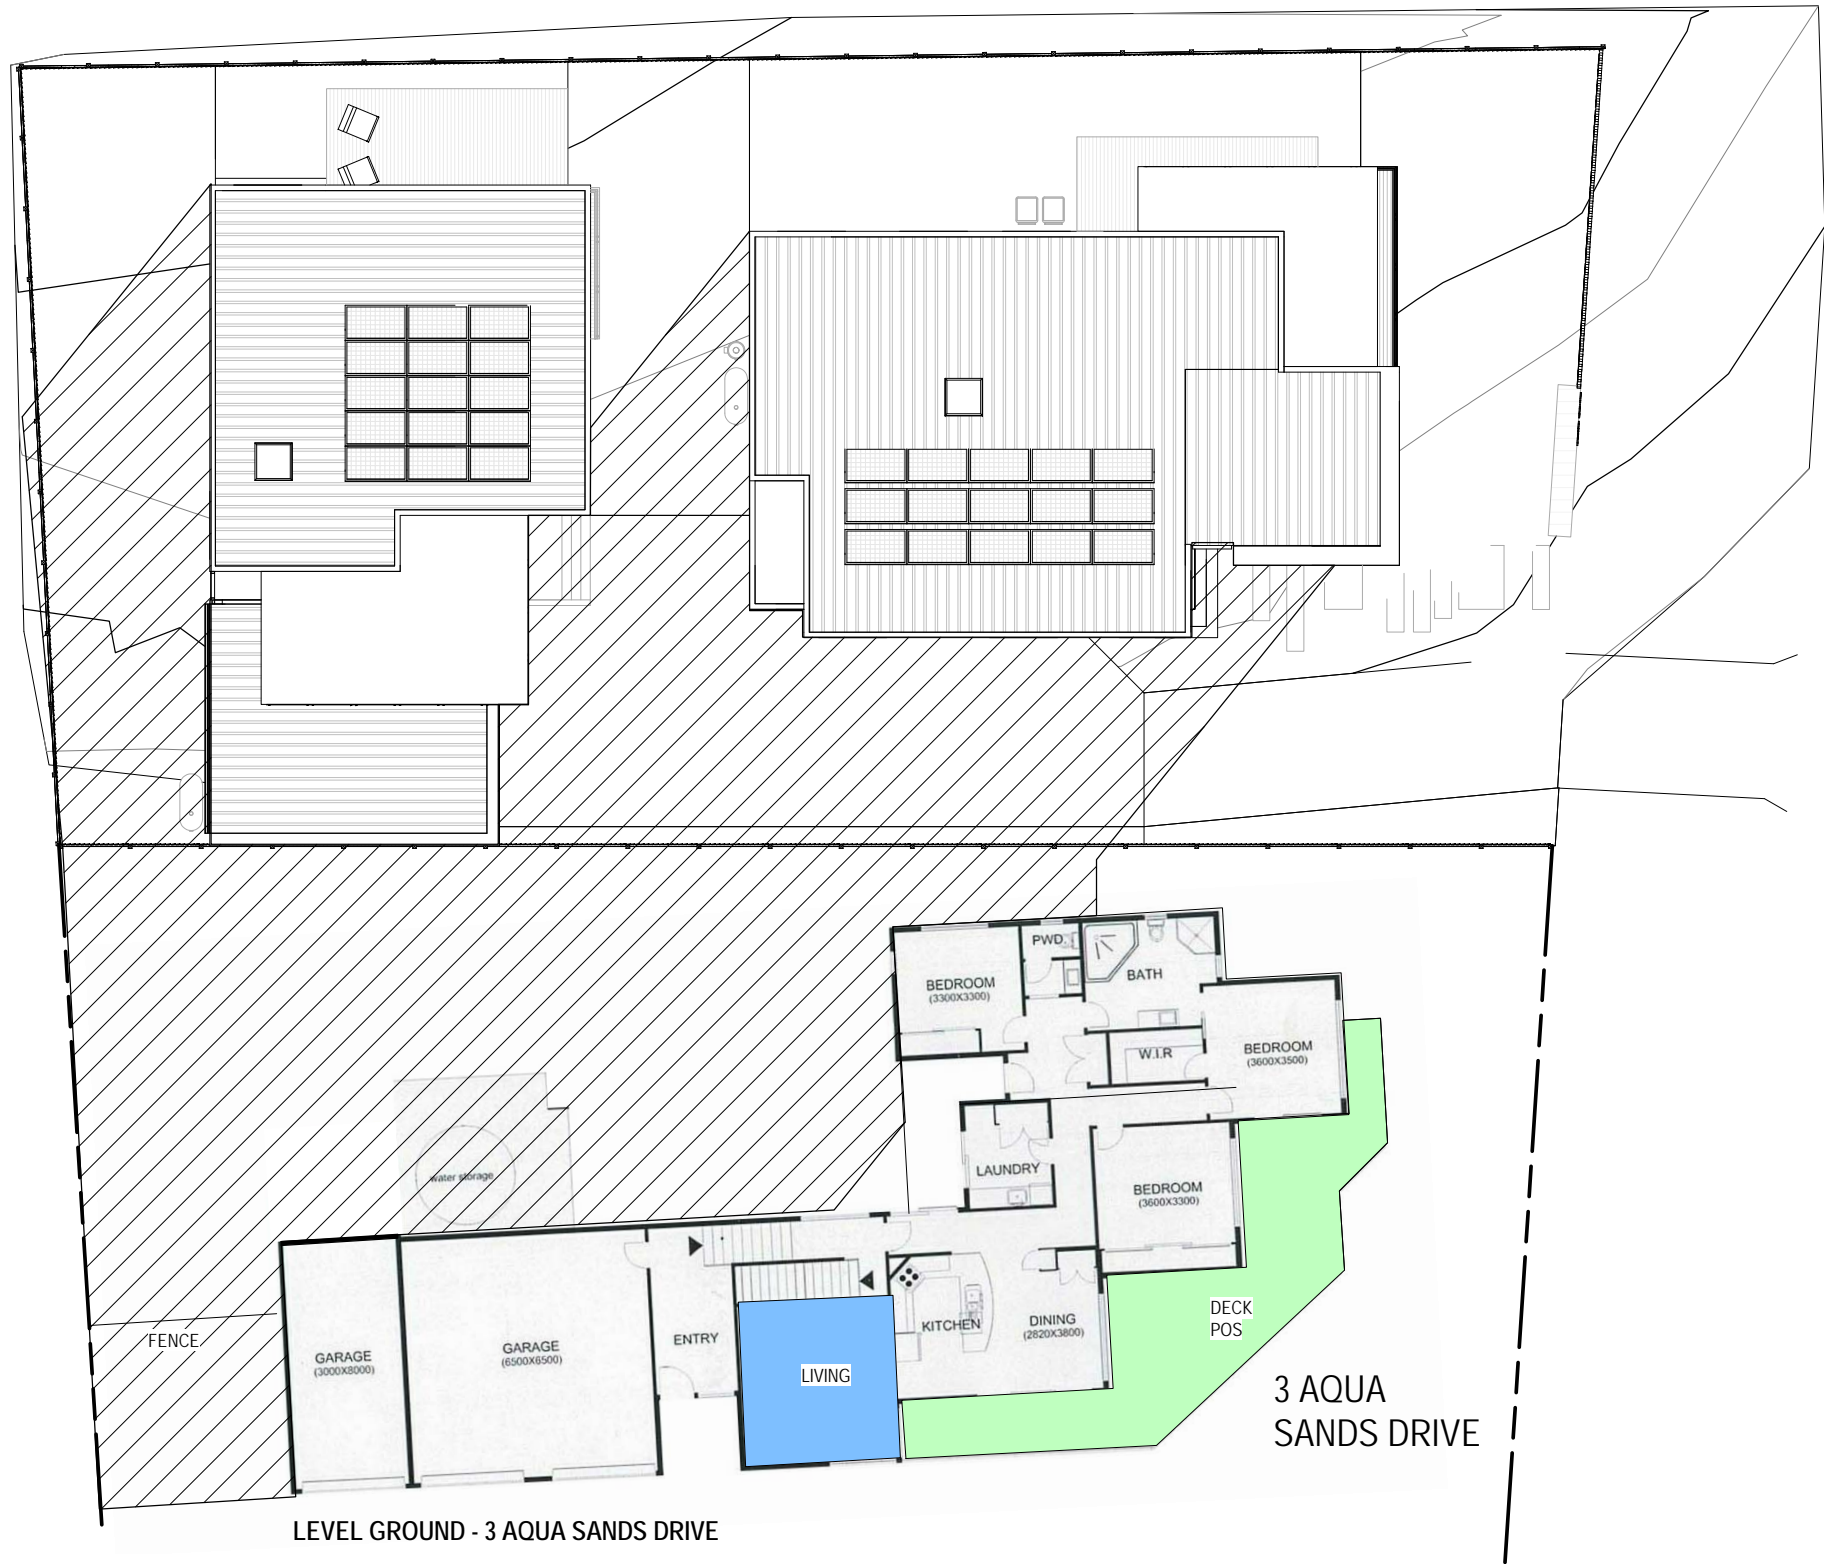 PWD
BATH
BEDROOM
(3300X3300)
W.I.R
BEDROOM
(3600X3500)
LAUNDRY
water storage
BEDROOM
(3600X3300)
DECK
POS
FENCE
GARAGE
(3000X8000)
GARAGE
(6500X6500)
ENTRY
KITCHEN
DINING
(2820X3800)
LIVING
3 AQUA
SANDS DRIVE
LEVEL GROUND - 3 AQUA SANDS DRIVE